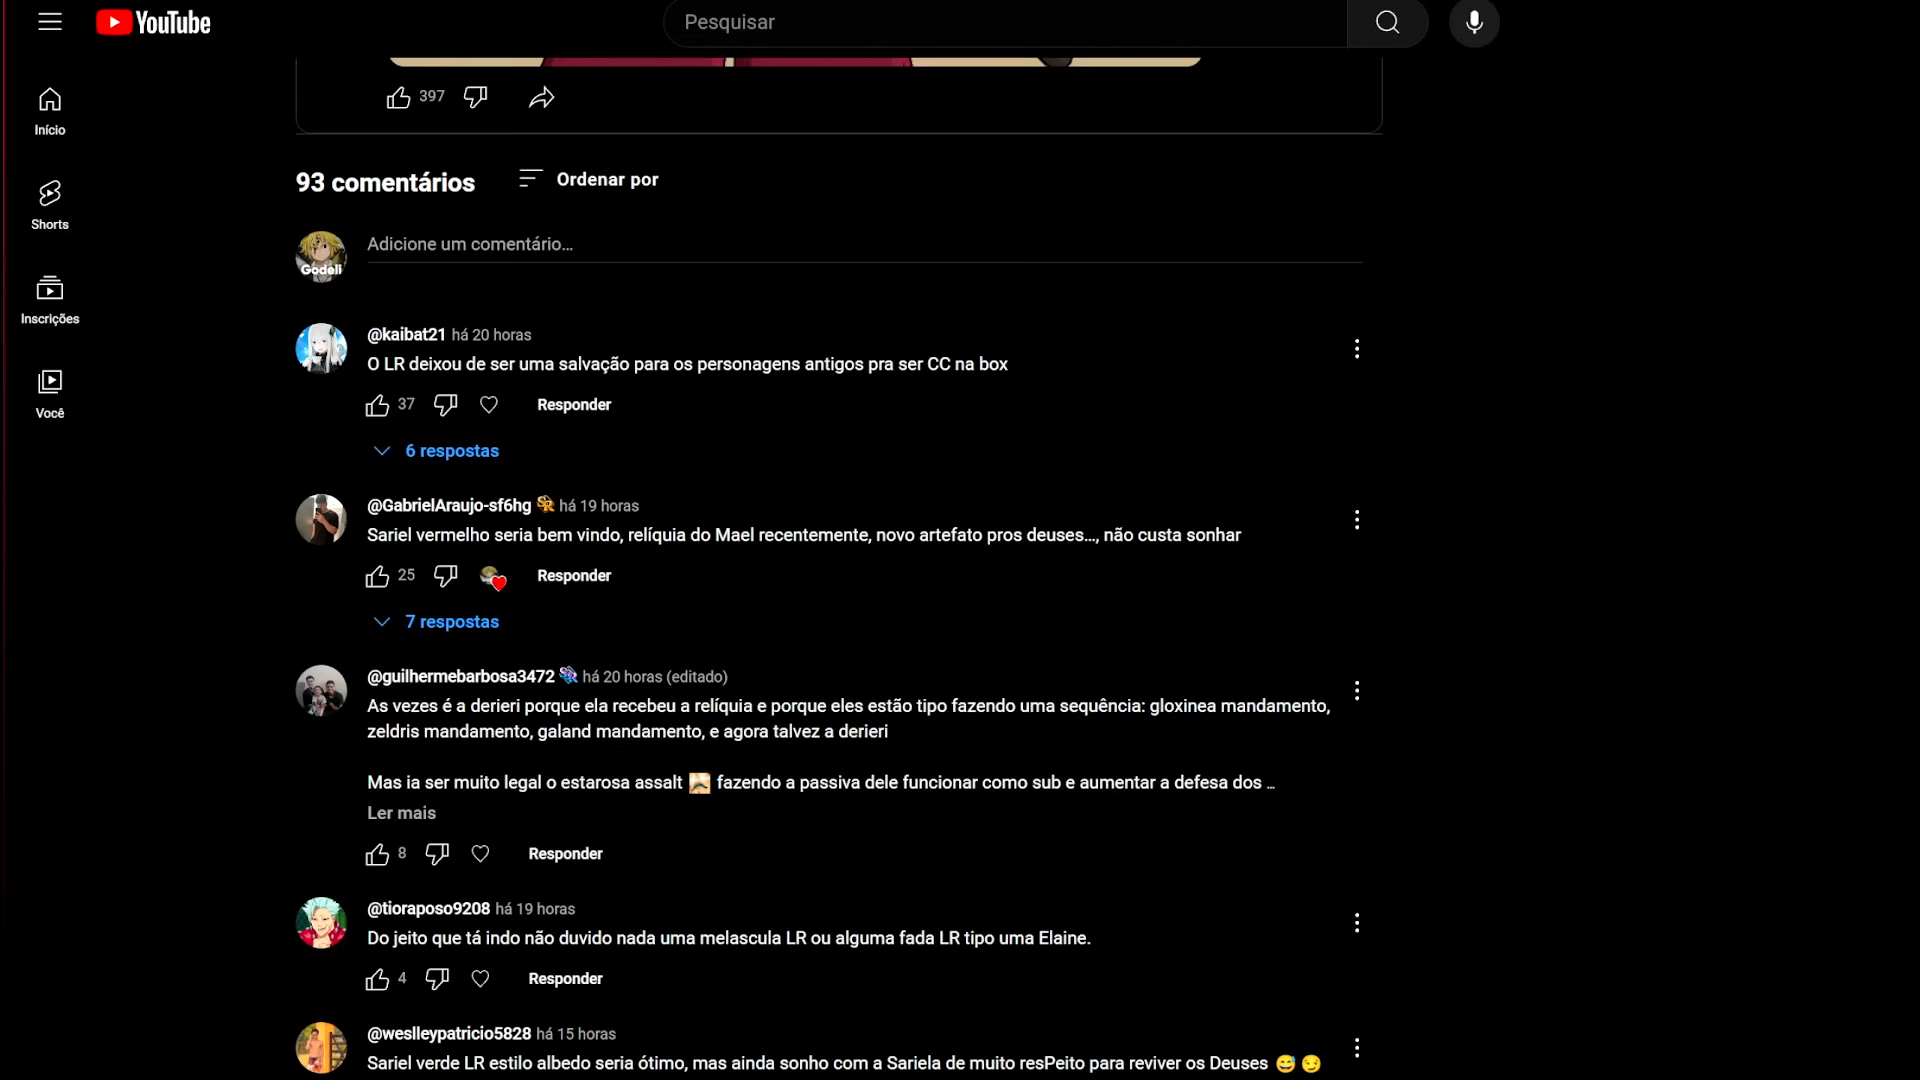 YouTube
Pesquisar
Início
Shorts
Inscrições
Você
397
93 comentários
Ordenar por
Godeli
Adicione um comentário...
@kaibat21 há 20 horas
O LR deixou de ser uma salvação para os personagens antigos pra ser CC na box
37
Responder
6 respostas
@GabrielAraujo-sf6hg há 19 horas
Sariel vermelho seria bem vindo, relíquia do Mael recentemente, novo artefato pros deuses..., não custa sonhar
25
Responder
7 respostas
@guilhermebarbosa3472 há 20 horas (editado)
As vezes é a derieri porque ela recebeu a relíquia e porque eles estão tipo fazendo uma sequência: gloxinea mandamento,
zeldris mandamento, galand mandamento, e agora talvez a derieri
Mas ia ser muito legal o estarosa assalt fazendo a passiva dele funcionar como sub e aumentar a defesa dos ...
Ler mais
8
Responder
@tioraposo9208 há 19 horas
Do jeito que tá indo não duvido nada uma melascula LR ou alguma fada LR tipo uma Elaine.
4
Responder
@weslleypatricio5828 há 15 horas
Sariel verde LR estilo albedo seria ótimo, mas ainda sonho com a Sariela de muito resPeito para reviver os Deuses 😅 😏